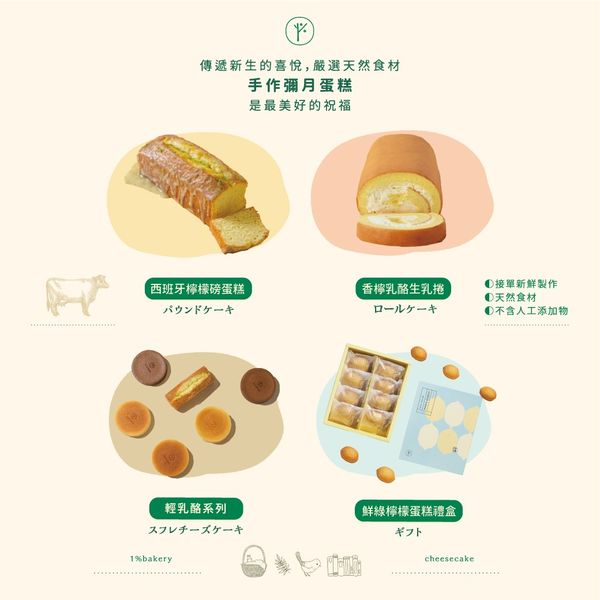 傳遞新生的喜悅,嚴選天然食材
手作彌月蛋糕
是最美好的祝福
西班牙檸檬磅蛋糕
パウンドケーキ
香檸乳酪生乳捲
ロールケーキ
◐接單新鮮製作
◐天然食材
◐不含人工添加物
輕乳酪系列
スフレチーズケーキ
鮮綠檸檬蛋糕禮盒
ギフト
1%bakery
cheesecake